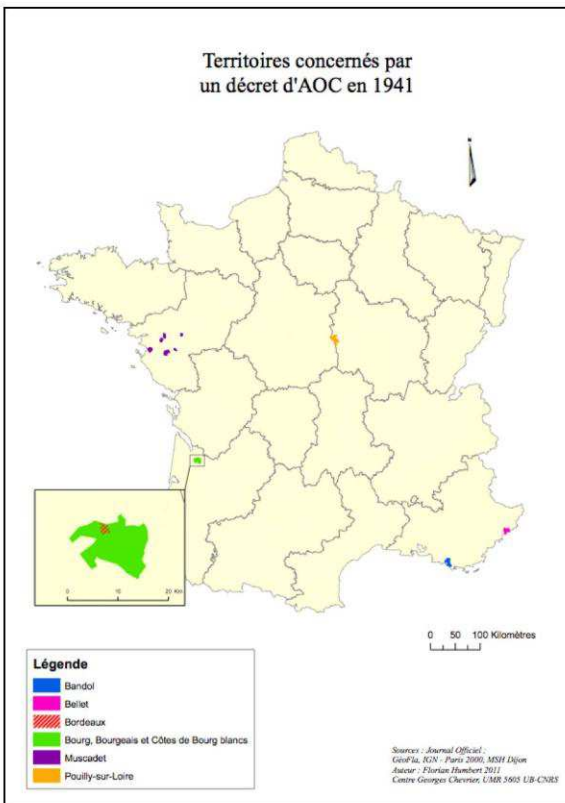 Territoires concernés par
un décret d'AOC en 1941
0 10 20 Km
0 50 100 Kilomètres
Légende
Bandol
Bellet
Bordeaux
Bourg, Bourgeais et Côtes de Bourg blancs
Muscadet
Pouilly-sur-Loire
Sources : Journal Officiel ;
GéoFla, IGN - Paris 2000, MSH Dijon
Auteur : Florian Humbert 2011
Centre Georges Chevrier, UMR 5605 UB-CNRS